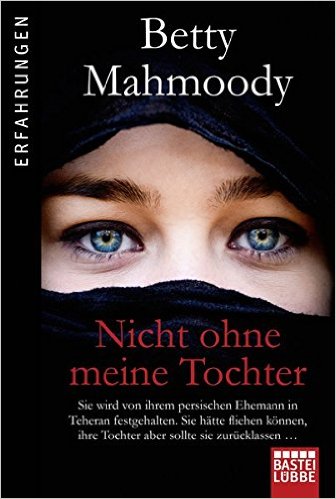 ERFAHRUNGEN
Betty
Mahmoody
Nicht ohne
meine Tochter
Sie wird von ihrem persischen Ehemann in
Teheran festgehalten. Sie hätte fliehen können,
ihre Tochter aber sollte sie zurücklassen ...
BASTEI
LÜBBE